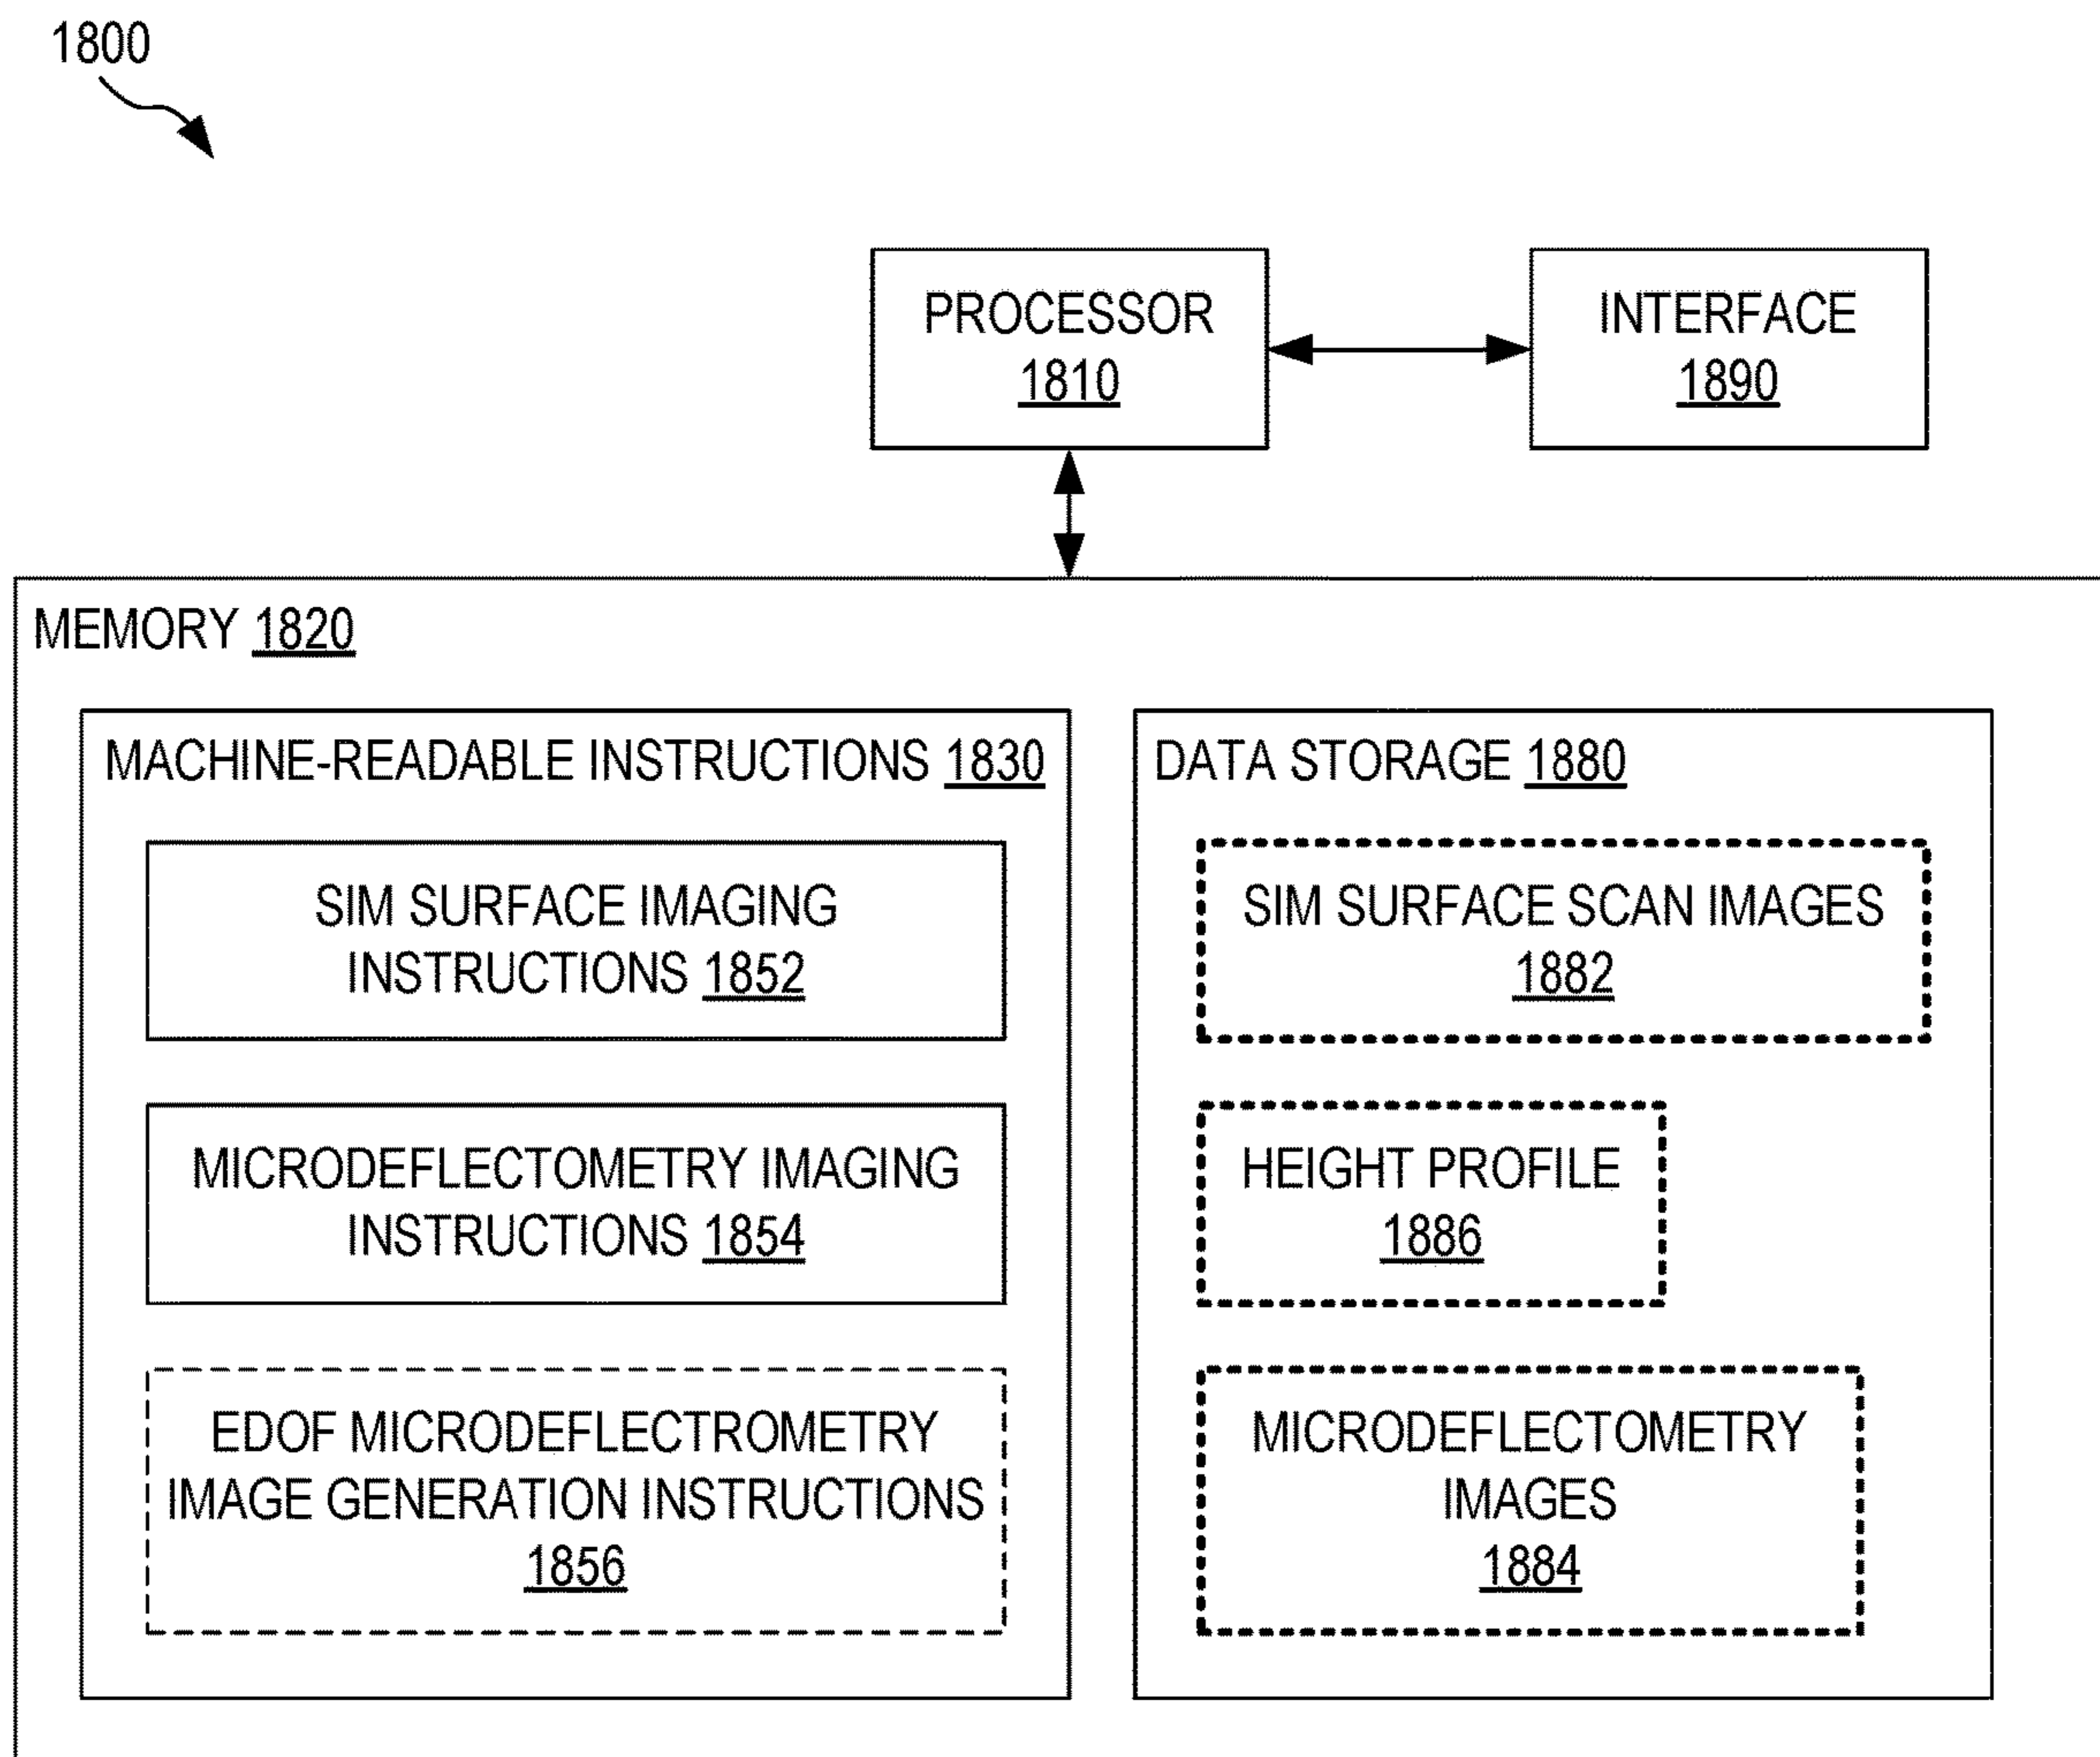 1800
PROCESSOR
1810
INTERFACE
1890
MEMORY 1820
MACHINE-READABLE INSTRUCTIONS 1830
SIM SURFACE IMAGING
INSTRUCTIONS 1852
MICRODEFLECTOMETRY IMAGING
INSTRUCTIONS 1854
EDOF MICRODEFLECTROMETRY
IMAGE GENERATION INSTRUCTIONS
1856
DATA STORAGE 1880
SIM SURFACE SCAN IMAGES
1882
HEIGHT PROFILE
1886
MICRODEFLECTOMETRY
IMAGES
1884